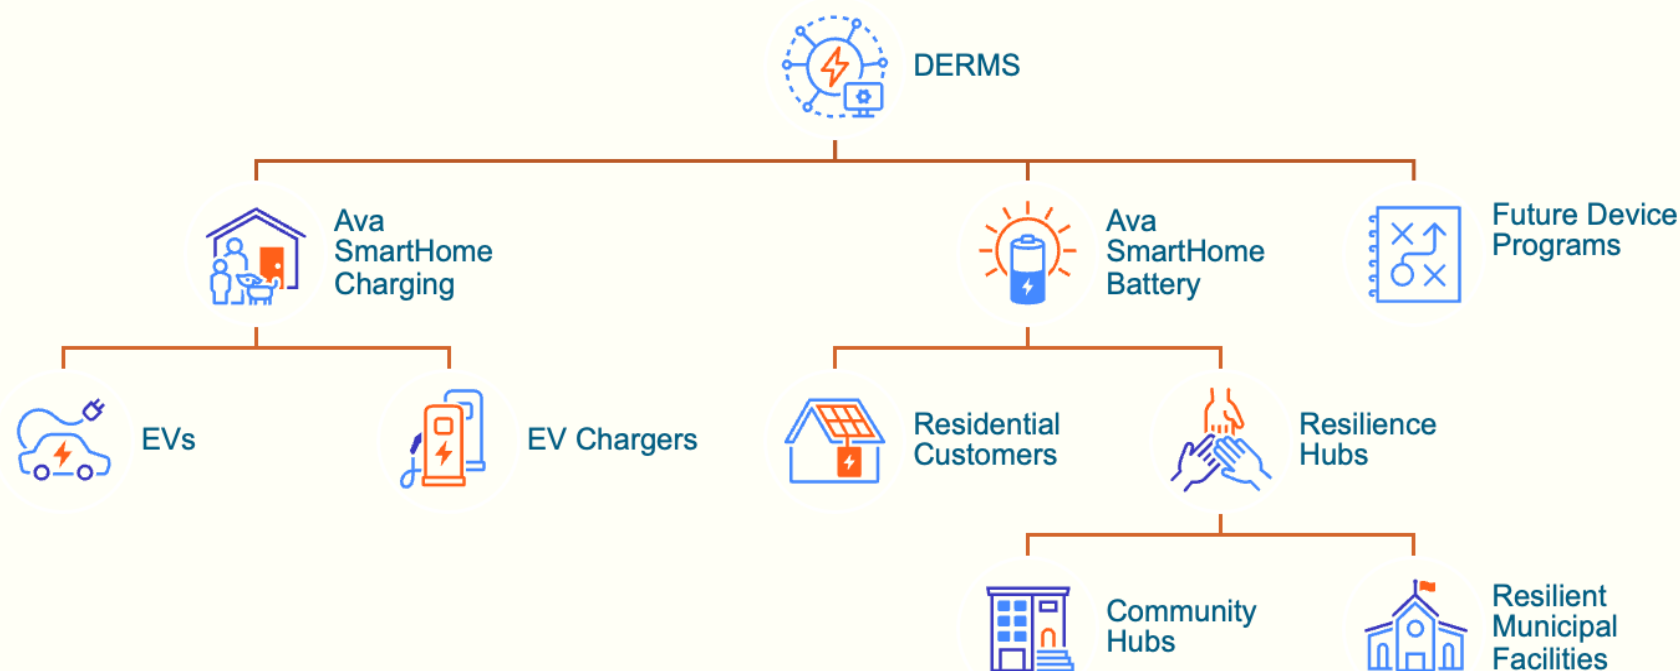 DERMS
Ava
SmartHome
Charging
Ava
SmartHome
Battery
Future Device
Programs
EVs
EV Chargers
Residential
Customers
Resilience
Hubs
Community
Hubs
Resilient
Municipal
Facilities